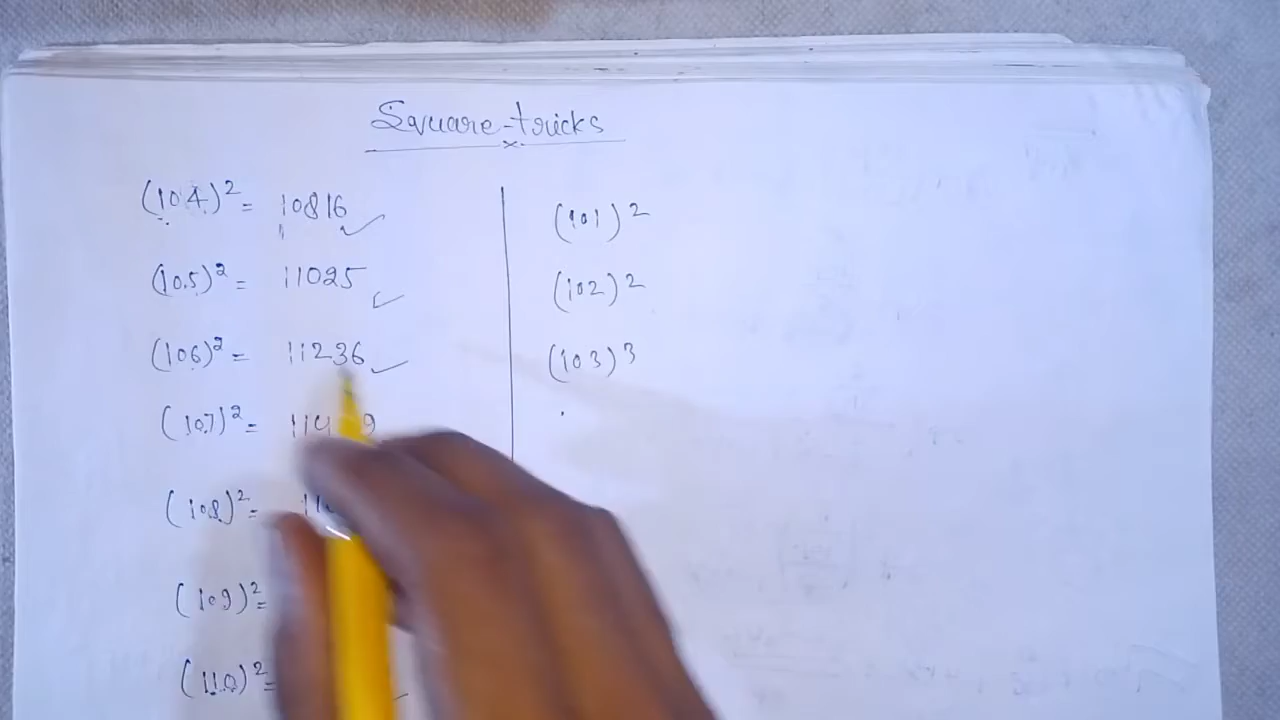 Square-tricks
(104)² = 10816
(105)² = 11025
(106)² = 11236
(107)² =
(108)² =
(109)² =
(110)² =
(101)²
(102)²
(103)³